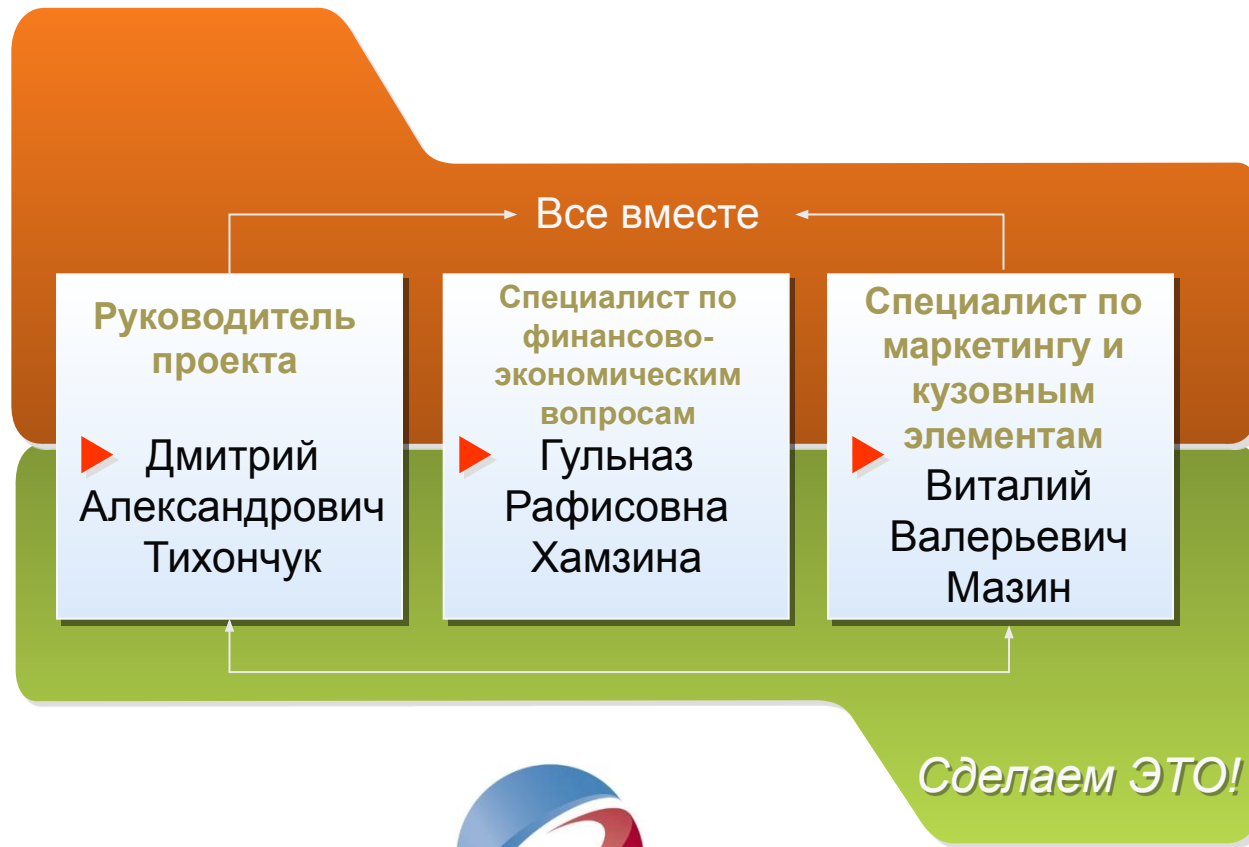 Все вместе
Руководитель
проекта
Дмитрий
Александрович
Тихончук
Специалист по
финансово-
экономическим
вопросам
Гульназ
Рафисовна
Хамзина
Специалист по
маркетингу и
кузовным
элементам
Виталий
Валерьевич
Мазин
Сделаем ЭТО!